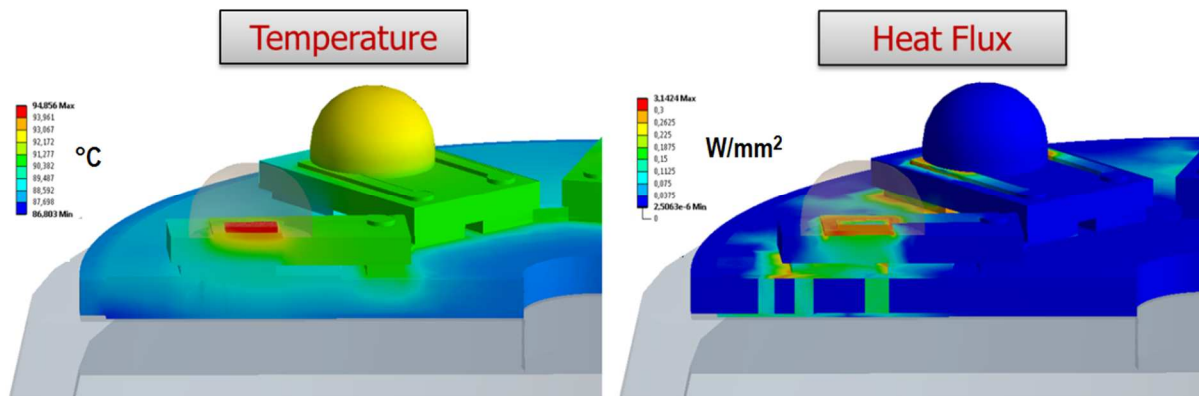 Temperature
94,856 Max
93,961
93,067
92,172
91,277
90,382
89,487
88,592
87,698
86,803 Min
°C
Heat Flux
3,1424 Max
0,3
0,2625
0,225
0,1875
0,15
0,1125
0,075
0,0375
2,5063e-6 Min
0
W/mm²